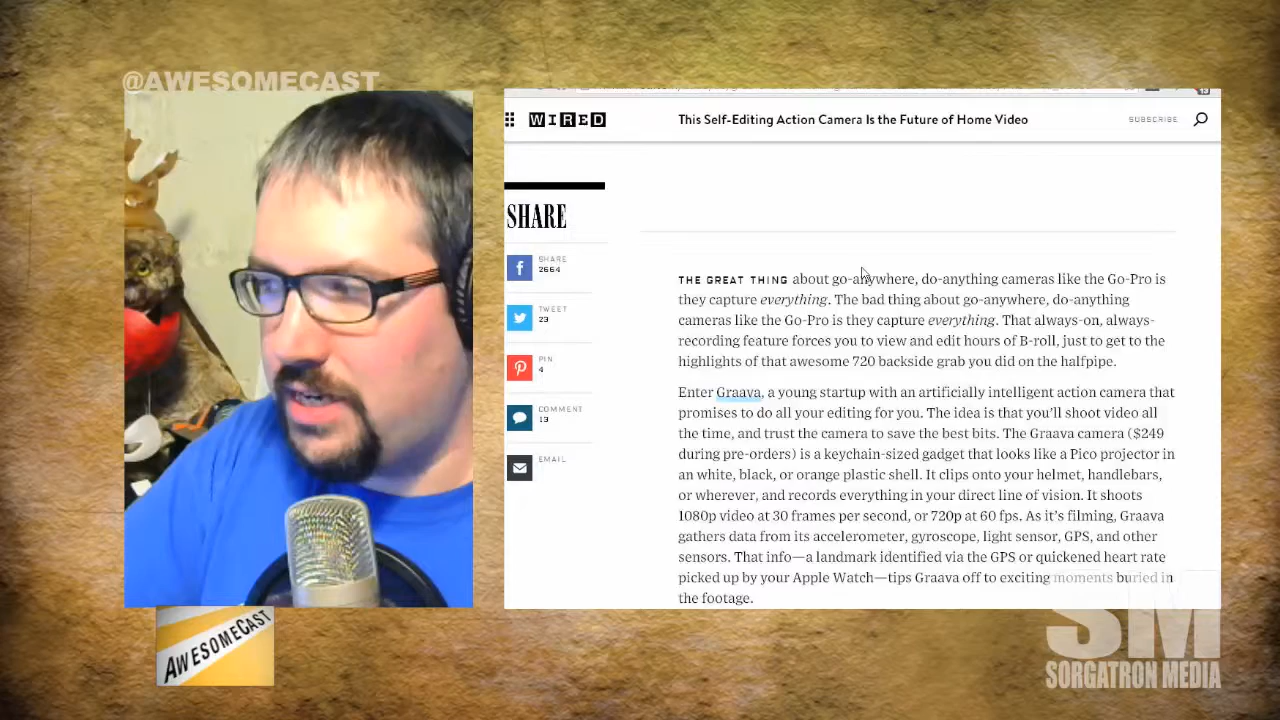 @AWESOMECAST
WIRED
This Self-Editing Action Camera Is the Future of Home Video
SUBSCRIBE
13
SHARE
SHARE
2664
TWEET
23
PIN
4
COMMENT
13
EMAIL
THE GREAT THING about go-anywhere, do-anything cameras like the Go-Pro is
they capture everything. The bad thing about go-anywhere, do-anything
cameras like the Go-Pro is they capture everything. That always-on, always-
recording feature forces you to view and edit hours of B-roll, just to get to the
highlights of that awesome 720 backside grab you did on the halfpipe.
Enter Graava, a young startup with an artificially intelligent action camera that
promises to do all your editing for you. The idea is that you’ll shoot video all
the time, and trust the camera to save the best bits. The Graava camera ($249
during pre-orders) is a keychain-sized gadget that looks like a Pico projector in
an white, black, or orange plastic shell. It clips onto your helmet, handlebars,
or wherever, and records everything in your direct line of vision. It shoots
1080p video at 30 frames per second, or 720p at 60 fps. As it’s filming, Graava
gathers data from its accelerometer, gyroscope, light sensor, GPS, and other
sensors. That info—a landmark identified via the GPS or quickened heart rate
picked up by your Apple Watch—tips Graava off to exciting moments buried in
the footage.
AWESOMECAST
SM
SORGATRON MEDIA